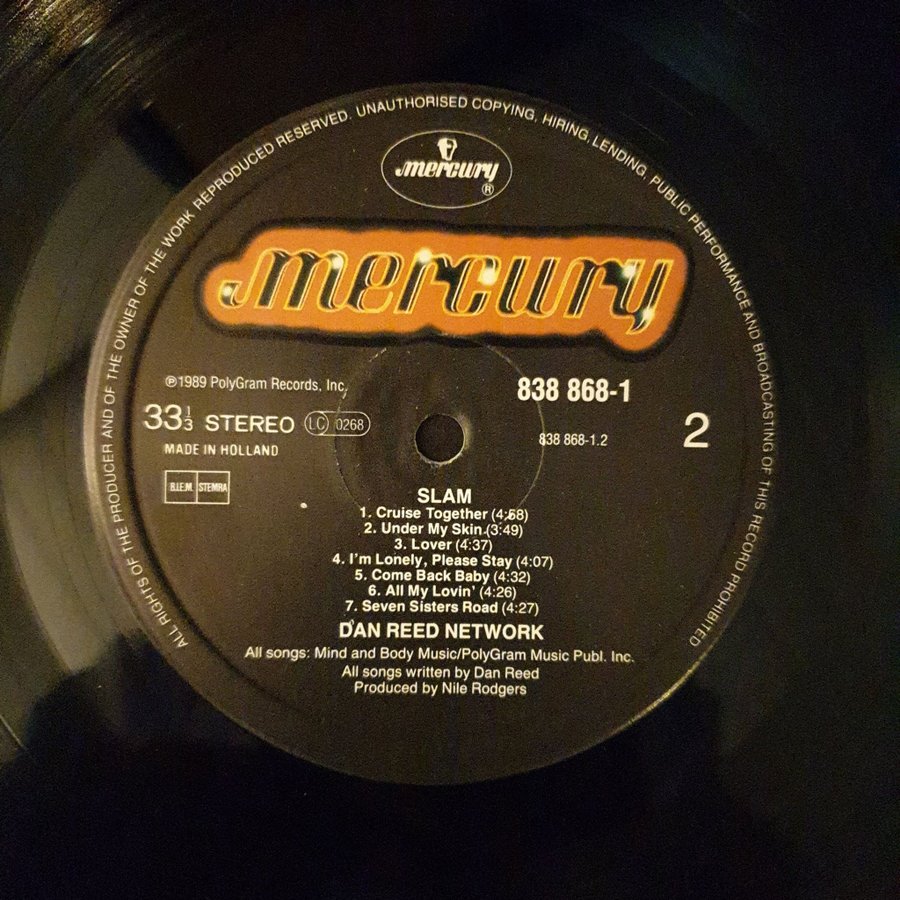 ALL RIGHTS OF THE PRODUCER AND OF THE OWNER OF THE WORK REPRODUCED RESERVED. UNAUTHORISED COPYING, HIRING, LENDING, PUBLIC PERFORMANCE AND BROADCASTING OF THIS RECORD PROHIBITED
mercury
®
mercury
℗1989 PolyGram Records, Inc.
838 868-1
33 1/3 STEREO LC 0268
838 868-1.2
2
MADE IN HOLLAND
B.I.E.M. STEMRA
SLAM
1. Cruise Together (4:58)
2. Under My Skin (3:49)
3. Lover (4:37)
4. I'm Lonely, Please Stay (4:07)
5. Come Back Baby (4:32)
6. All My Lovin' (4:26)
7. Seven Sisters Road (4:27)
DAN REED NETWORK
All songs: Mind and Body Music/PolyGram Music Publ. Inc.
All songs written by Dan Reed
Produced by Nile Rodgers